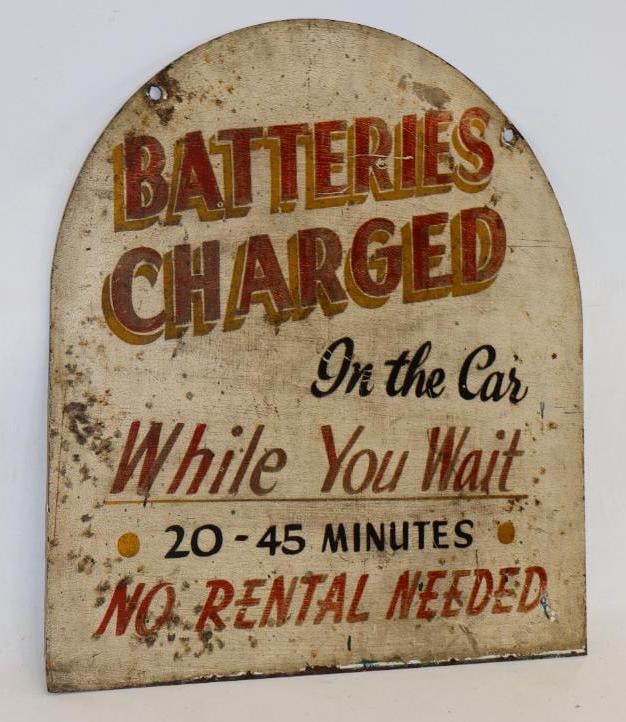 BATTERIES
CHARGED
In the Car
While You Wait
20-45 MINUTES
NO RENTAL NEEDED